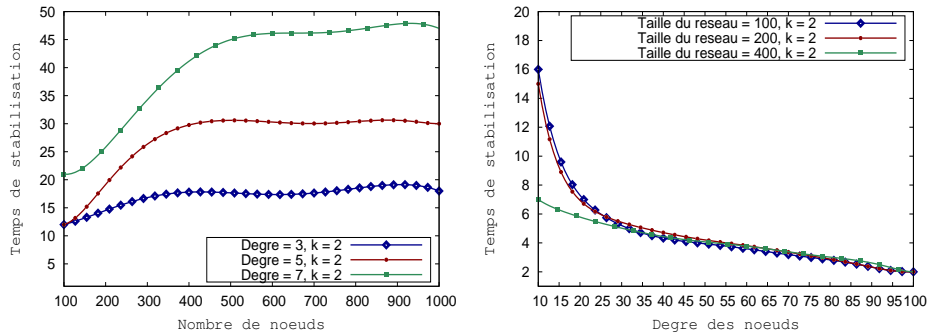 50
45
40
35
30
25
20
15
10
5
Temps de stabilisation
Degre = 3, k = 2
Degre = 5, k = 2
Degre = 7, k = 2
100 200 300 400 500 600 700 800 900 1000
Nombre de noeuds
20
18
16
14
12
10
8
6
4
2
Temps de stabilisation
Taille du reseau = 100, k = 2
Taille du reseau = 200, k = 2
Taille du reseau = 400, k = 2
10 15 20 25 30 35 40 45 50 55 60 65 70 75 80 85 90 95 100
Degre des noeuds